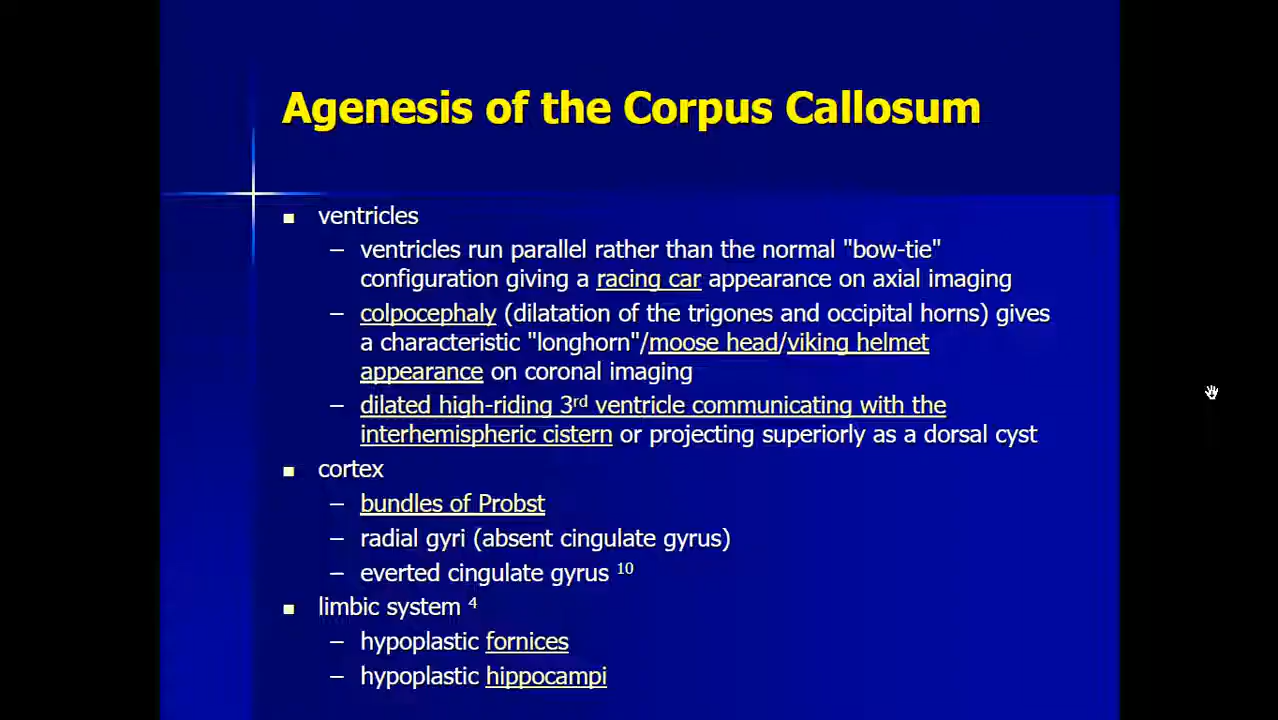 Agenesis of the Corpus Callosum
ventricles
– ventricles run parallel rather than the normal "bow-tie"
configuration giving a racing car appearance on axial imaging
– colpocephaly (dilatation of the trigones and occipital horns) gives
a characteristic "longhorn"/moose head/viking helmet
appearance on coronal imaging
– dilated high-riding 3rd ventricle communicating with the
interhemispheric cistern or projecting superiorly as a dorsal cyst
cortex
– bundles of Probst
– radial gyri (absent cingulate gyrus)
– everted cingulate gyrus 10
limbic system 4
– hypoplastic fornices
– hypoplastic hippocampi